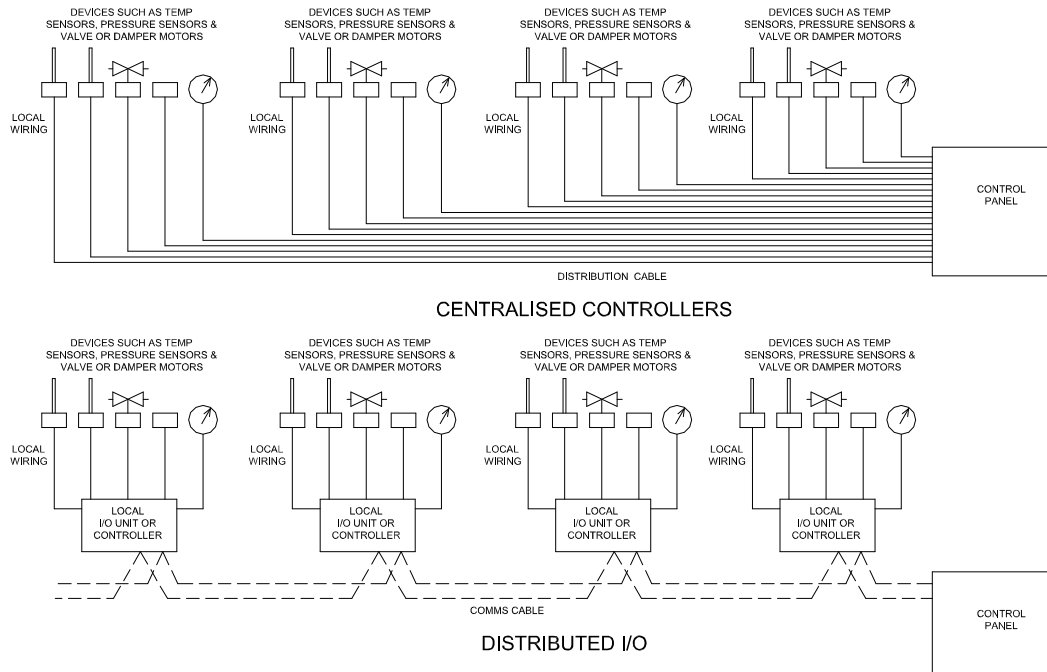 DEVICES SUCH AS TEMP
SENSORS, PRESSURE SENSORS &
VALVE OR DAMPER MOTORS
DEVICES SUCH AS TEMP
SENSORS, PRESSURE SENSORS &
VALVE OR DAMPER MOTORS
DEVICES SUCH AS TEMP
SENSORS, PRESSURE SENSORS &
VALVE OR DAMPER MOTORS
DEVICES SUCH AS TEMP
SENSORS, PRESSURE SENSORS &
VALVE OR DAMPER MOTORS
LOCAL
WIRING
LOCAL
WIRING
LOCAL
WIRING
LOCAL
WIRING
CONTROL
PANEL
DISTRIBUTION CABLE
CENTRALISED CONTROLLERS
DEVICES SUCH AS TEMP
SENSORS, PRESSURE SENSORS &
VALVE OR DAMPER MOTORS
DEVICES SUCH AS TEMP
SENSORS, PRESSURE SENSORS &
VALVE OR DAMPER MOTORS
DEVICES SUCH AS TEMP
SENSORS, PRESSURE SENSORS &
VALVE OR DAMPER MOTORS
DEVICES SUCH AS TEMP
SENSORS, PRESSURE SENSORS &
VALVE OR DAMPER MOTORS
LOCAL
WIRING
LOCAL
WIRING
LOCAL
WIRING
LOCAL
WIRING
LOCAL
I/O UNIT OR
CONTROLLER
LOCAL
I/O UNIT OR
CONTROLLER
LOCAL
I/O UNIT OR
CONTROLLER
LOCAL
I/O UNIT OR
CONTROLLER
COMMS CABLE
CONTROL
PANEL
DISTRIBUTED I/O